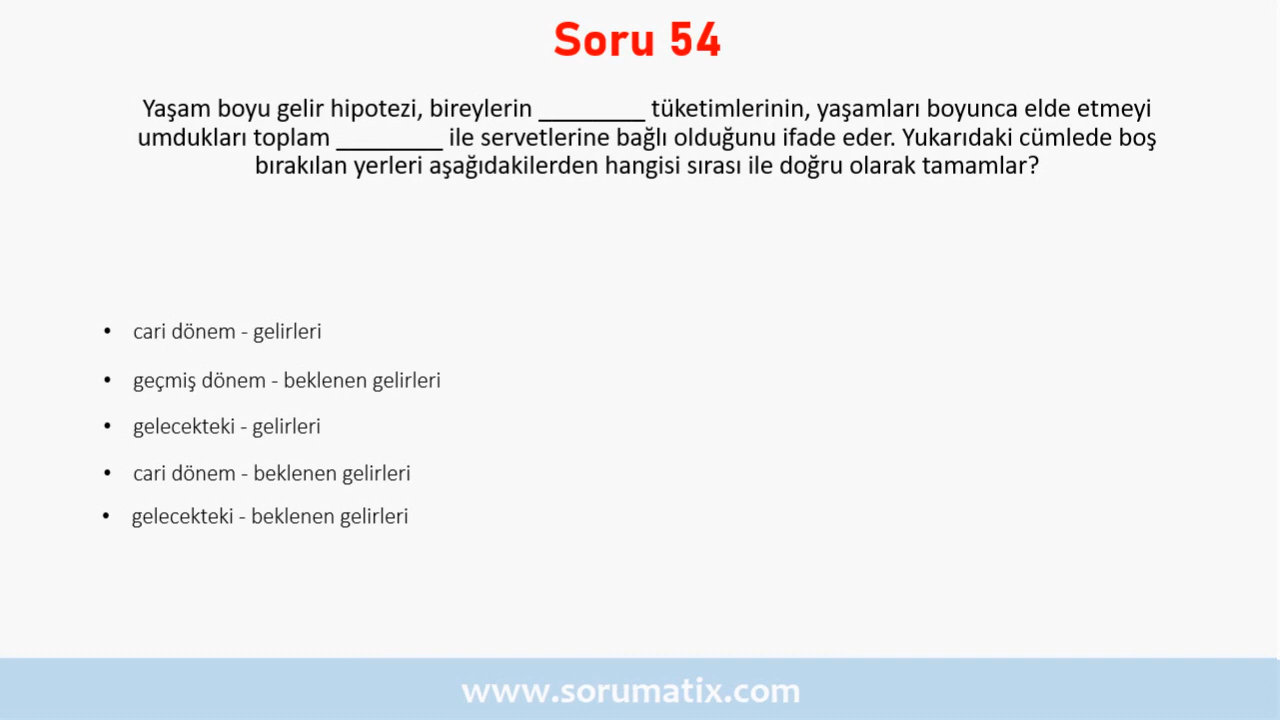 Soru 54
Yaşam boyu gelir hipotezi, bireylerin ________ tüketimlerinin, yaşamları boyunca elde etmeyi
umdukları toplam ________ ile servetlerine bağlı olduğunu ifade eder. Yukarıdaki cümlede boş
bırakılan yerleri aşağıdakilerden hangisi sırası ile doğru olarak tamamlar?
• cari dönem - gelirleri
• geçmiş dönem - beklenen gelirleri
• gelecekteki - gelirleri
• cari dönem - beklenen gelirleri
• gelecekteki - beklenen gelirleri
www.sorumatix.com